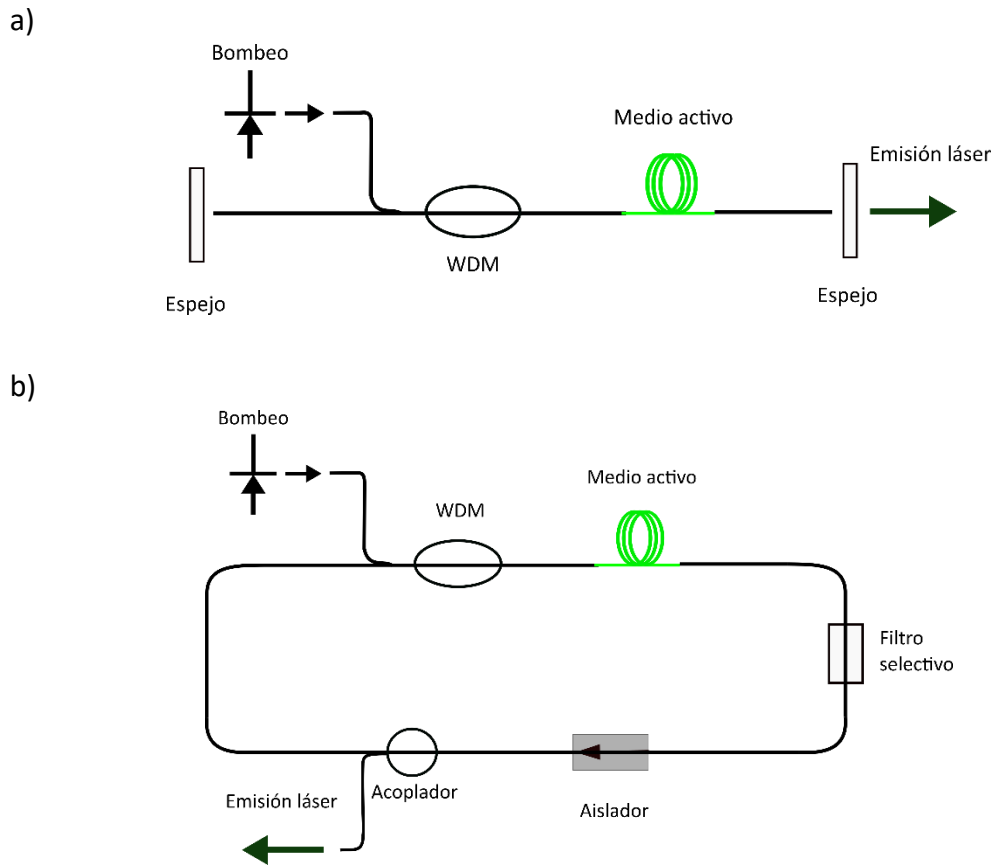 a)
Bombeo
Medio activo
Emisión láser
WDM
Espejo
Espejo
b)
Bombeo
WDM
Medio activo
Filtro
selectivo
Acoplador
Emisión láser
Aislador